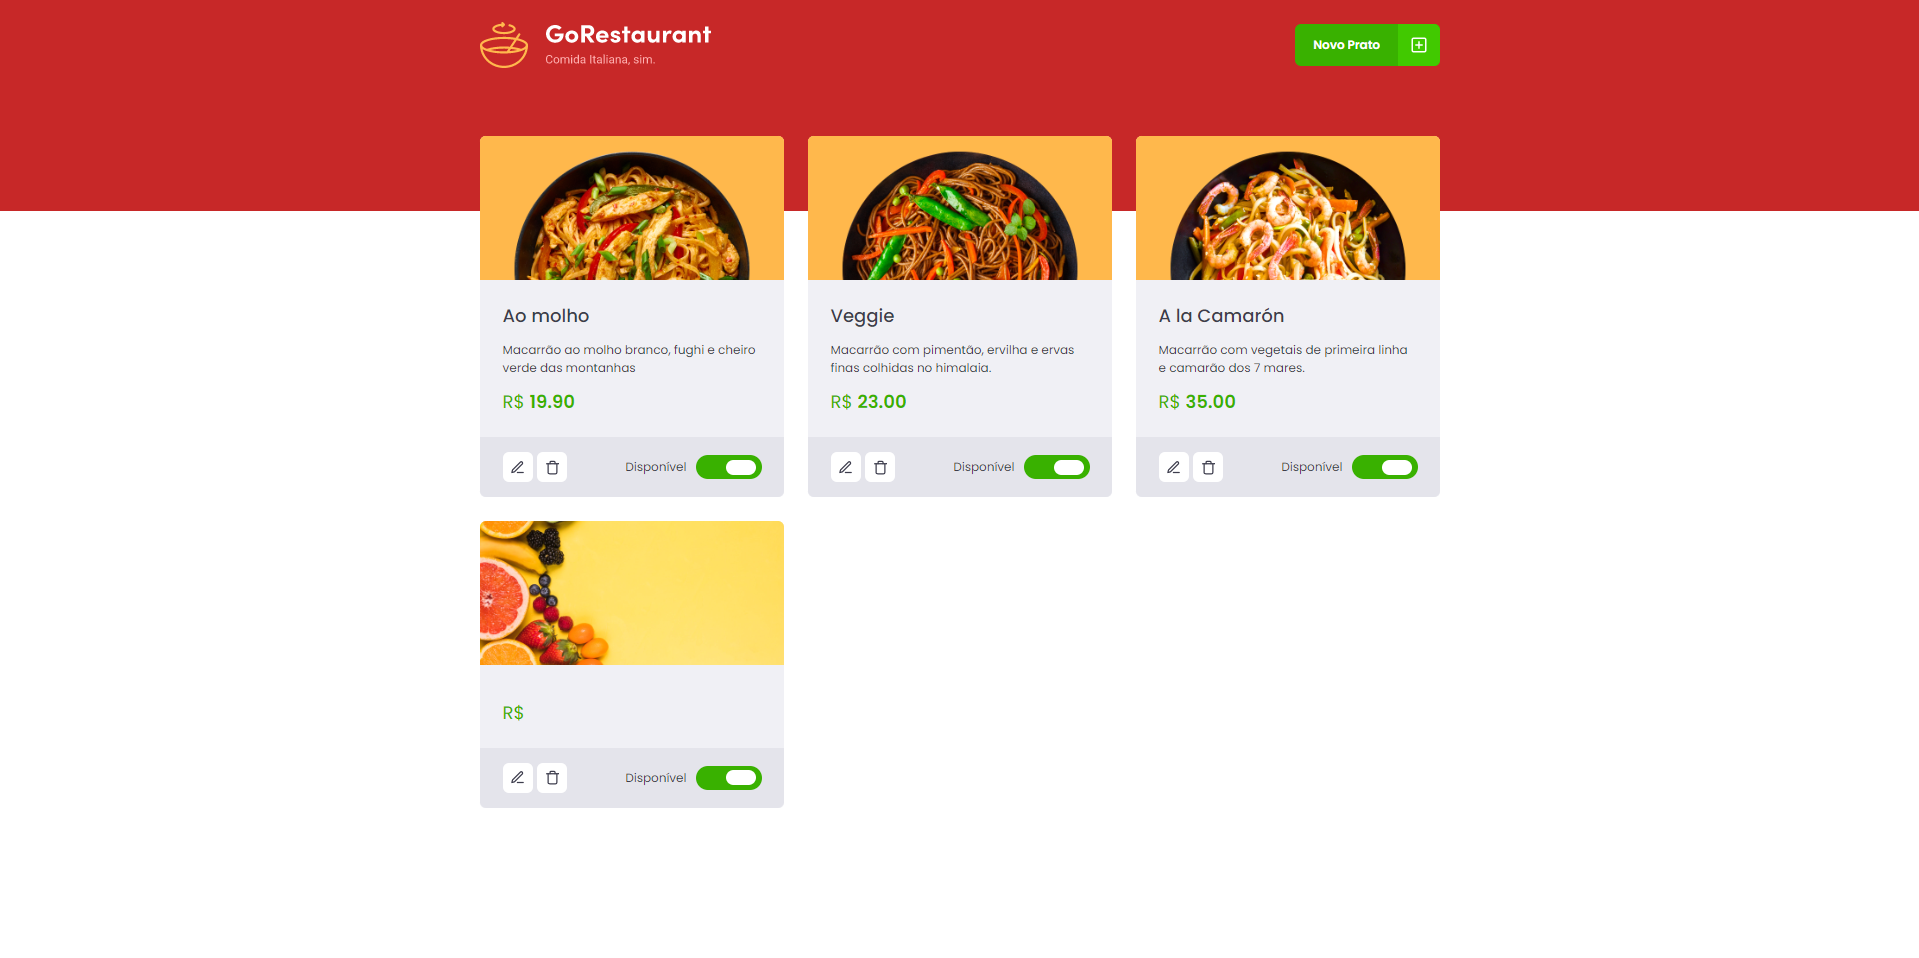 GoRestaurant
Comida Italiana, sim.
Novo Prato
Ao molho
Macarrão ao molho branco, fughi e cheiro
verde das montanhas
R$ 19.90
Disponível
Veggie
Macarrão com pimentão, ervilha e ervas
finas colhidas no himalaia.
R$ 23.00
Disponível
A la Camarón
Macarrão com vegetais de primeira linha
e camarão dos 7 mares.
R$ 35.00
Disponível
R$
Disponível